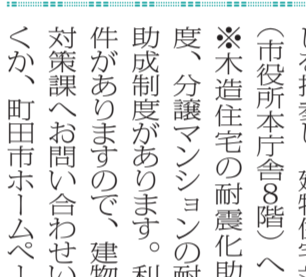 （市役所本庁舎8階）へ
※木造住宅の耐震化助
度、分譲マンションの耐
助成制度があります。利
件がありますので、建物
対策課へお問い合わせい
くか、町田市ホームペー